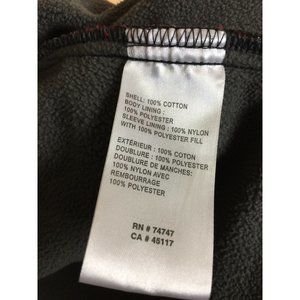 SHELL: 100% COTTON
BODY LINING :
100% POLYESTER
SLEEVE LINING : 100% NYLON
WITH 100% POLYESTER FILL
EXTÉRIEUR : 100% COTON
DOUBLURE : 100% POLYESTER
DOUBLURE DE MANCHES:
100% NYLON AVEC
REMBOURRAGE
100% POLYESTER
RN # 74747
CA # 45117